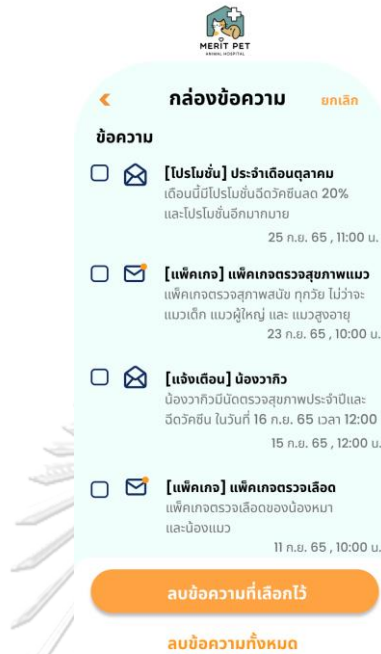 MERIT PET
ANIMAL HOSPITAL
กล่องข้อความ
ยกเลิก
ข้อความ
[โปรโมชั่น] ประจำเดือนตุลาคม
เดือนนี้มีโปรโมชั่นฉีดวัคซีนลด 20%
และโปรโมชั่นอีกมากมาย
25 ก.ย. 65 , 11:00 น.
[แพ็คเกจ] แพ็คเกจตรวจสุขภาพแมว
แพ็คเกจตรวจสุภาพสนัข ทุกวัย ไม่ว่าจะ
แมวเด็ก แมวผู้ใหญ่ และ แมวสูงอายุ
23 ก.ย. 65 , 10:00 น.
[แจ้งเตือน] น้องวากิว
น้องวากิวมีนัดตรวจสุขภาพประจำปีและ
ฉีดวัคซีน ในวันที่ 16 ก.ย. 65 เวลา 12:00
15 ก.ย. 65 , 12:00 น.
[แพ็คเกจ] แพ็คเกจตรวจเลือด
แพ็คเกจตรวจเลือดของน้องหมา
และน้องแมว
11 ก.ย. 65 , 10:00 น.
ลบข้อความที่เลือกไว้
ลบข้อความทั้งหมด